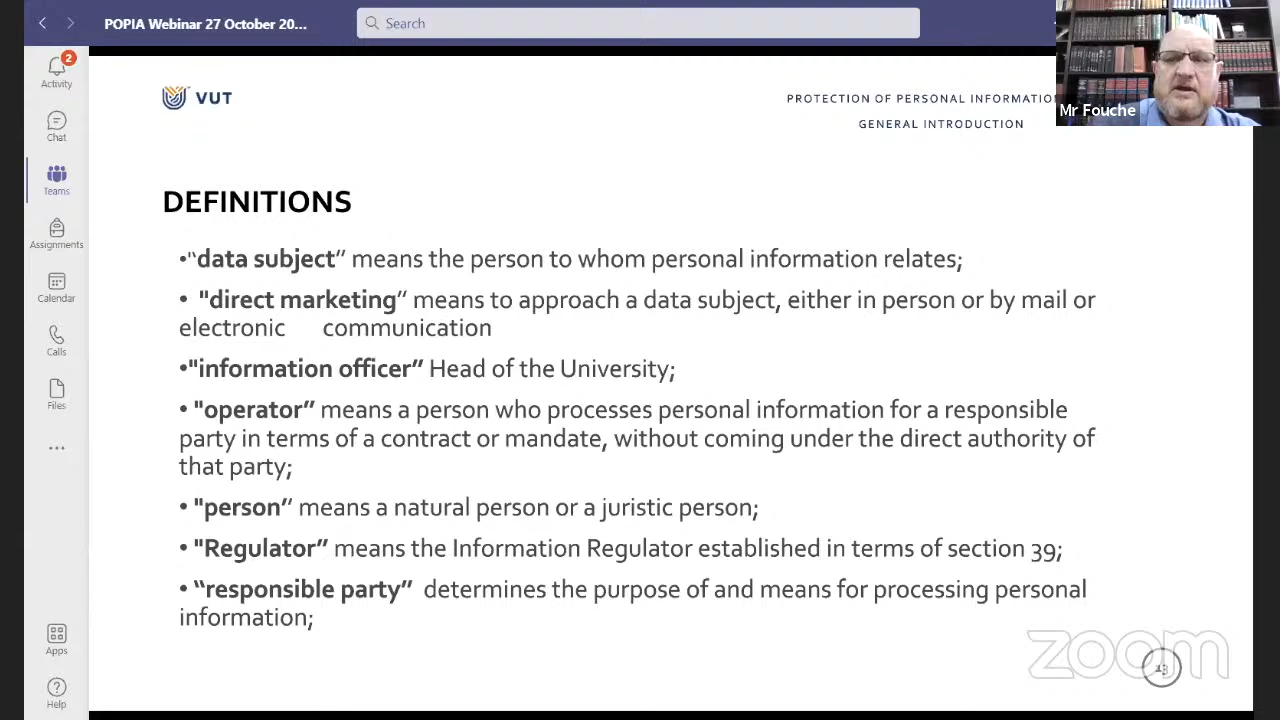 POPIA Webinar 27 October 20...
Search
Mr Fouche
2
Activity
Chat
Teams
Assignments
Calendar
Calls
Files
...
Apps
Help
VUT
PROTECTION OF PERSONAL INFORMATION
GENERAL INTRODUCTION
DEFINITIONS
•“data subject” means the person to whom personal information relates;
• "direct marketing” means to approach a data subject, either in person or by mail or
electronic communication
•"information officer” Head of the University;
• "operator” means a person who processes personal information for a responsible
party in terms of a contract or mandate, without coming under the direct authority of
that party;
• "person” means a natural person or a juristic person;
• "Regulator” means the Information Regulator established in terms of section 39;
• “responsible party” determines the purpose of and means for processing personal
information;
zoom
13